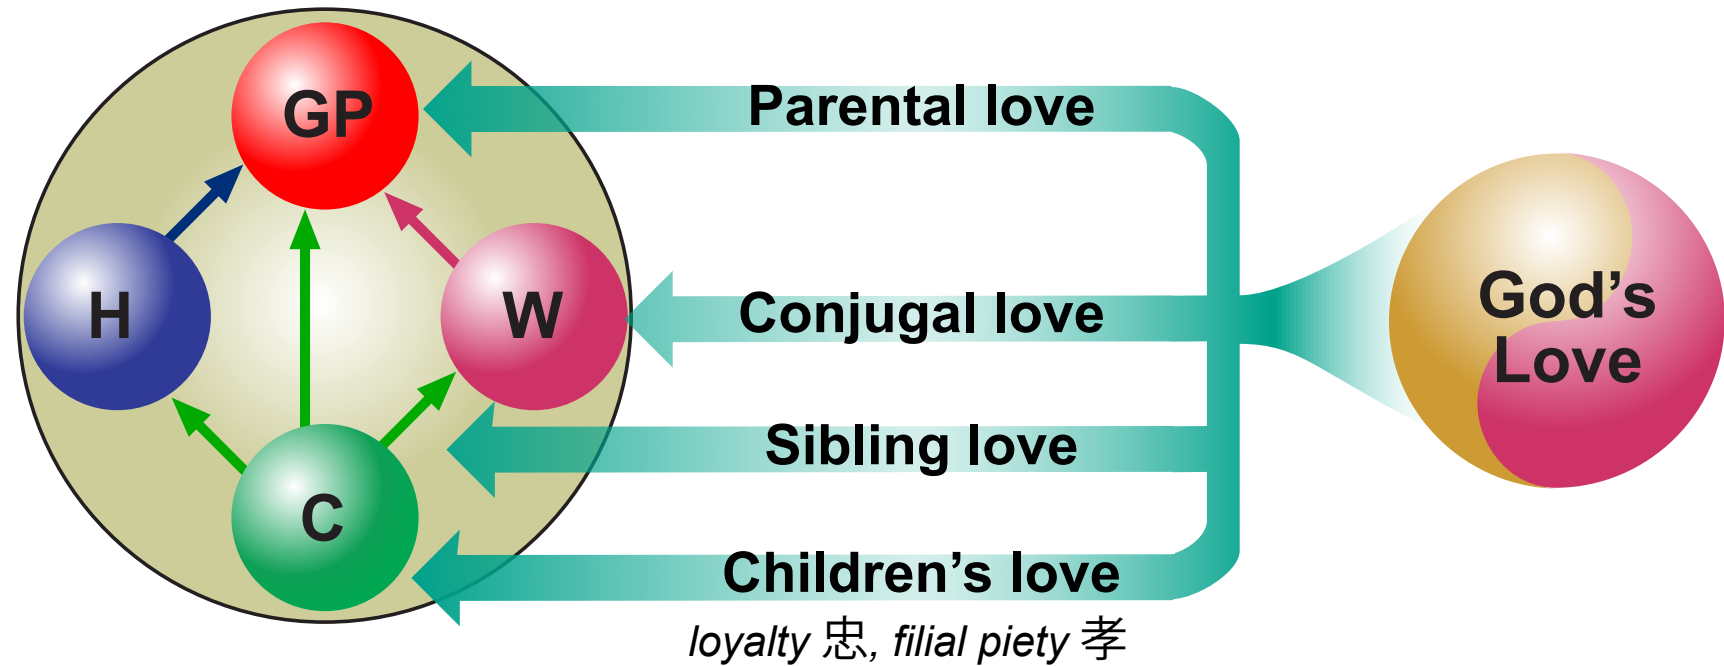 GP
Parental love
H
W
Conjugal love
God’s
Love
Sibling love
C
Children’s love
loyalty 忠, filial piety 孝